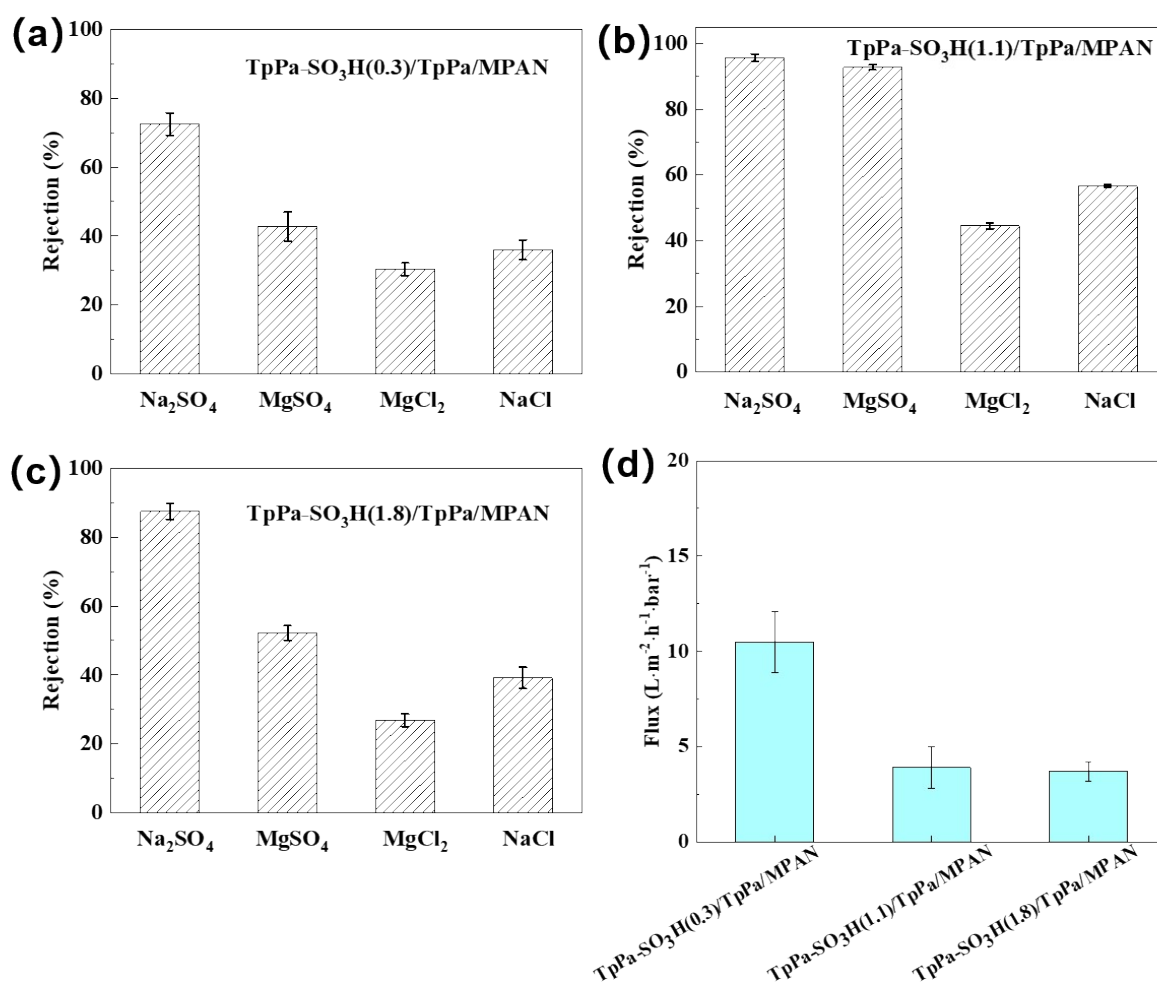 (a)
TpPa-SO₃H(0.3)/TpPa/MPAN
Rejection (%)
100
80
60
40
20
0
Na₂SO₄ MgSO₄ MgCl₂ NaCl
(b)
TpPa-SO₃H(1.1)/TpPa/MPAN
Rejection (%)
100
80
60
40
20
0
Na₂SO₄ MgSO₄ MgCl₂ NaCl
(c)
TpPa-SO₃H(1.8)/TpPa/MPAN
Rejection (%)
100
80
60
40
20
0
Na₂SO₄ MgSO₄ MgCl₂ NaCl
(d)
Flux (L·m⁻²·h⁻¹·bar⁻¹)
20
15
10
5
0
TpPa-SO₃H(0.3)/TpPa/MPAN
TpPa-SO₃H(1.1)/TpPa/MPAN
TpPa-SO₃H(1.8)/TpPa/MPAN